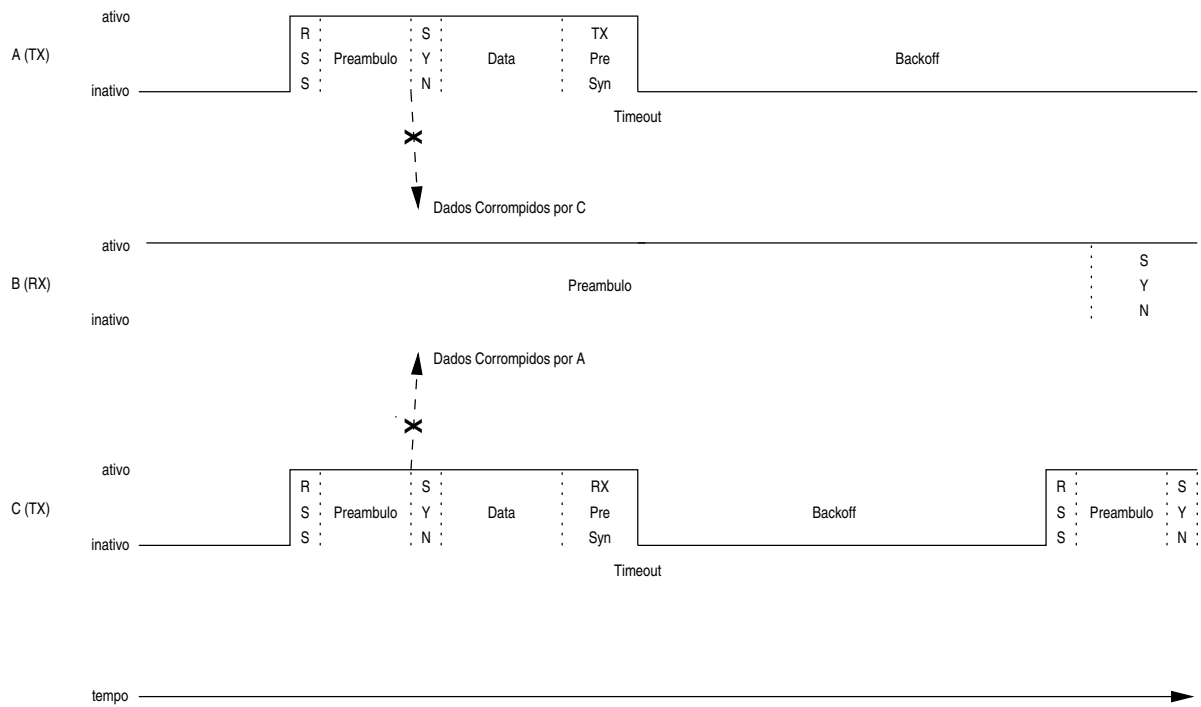 ativo
A (TX)
inativo
R
S
S
Preambulo
S
Y
N
Data
TX
Pre
Syn
Backoff
Timeout
Dados Corrompidos por C
ativo
B (RX)
inativo
Preambulo
S
Y
N
Dados Corrompidos por A
ativo
C (TX)
inativo
R
S
S
Preambulo
S
Y
N
Data
RX
Pre
Syn
Backoff
R
S
S
Preambulo
S
Y
N
Timeout
tempo